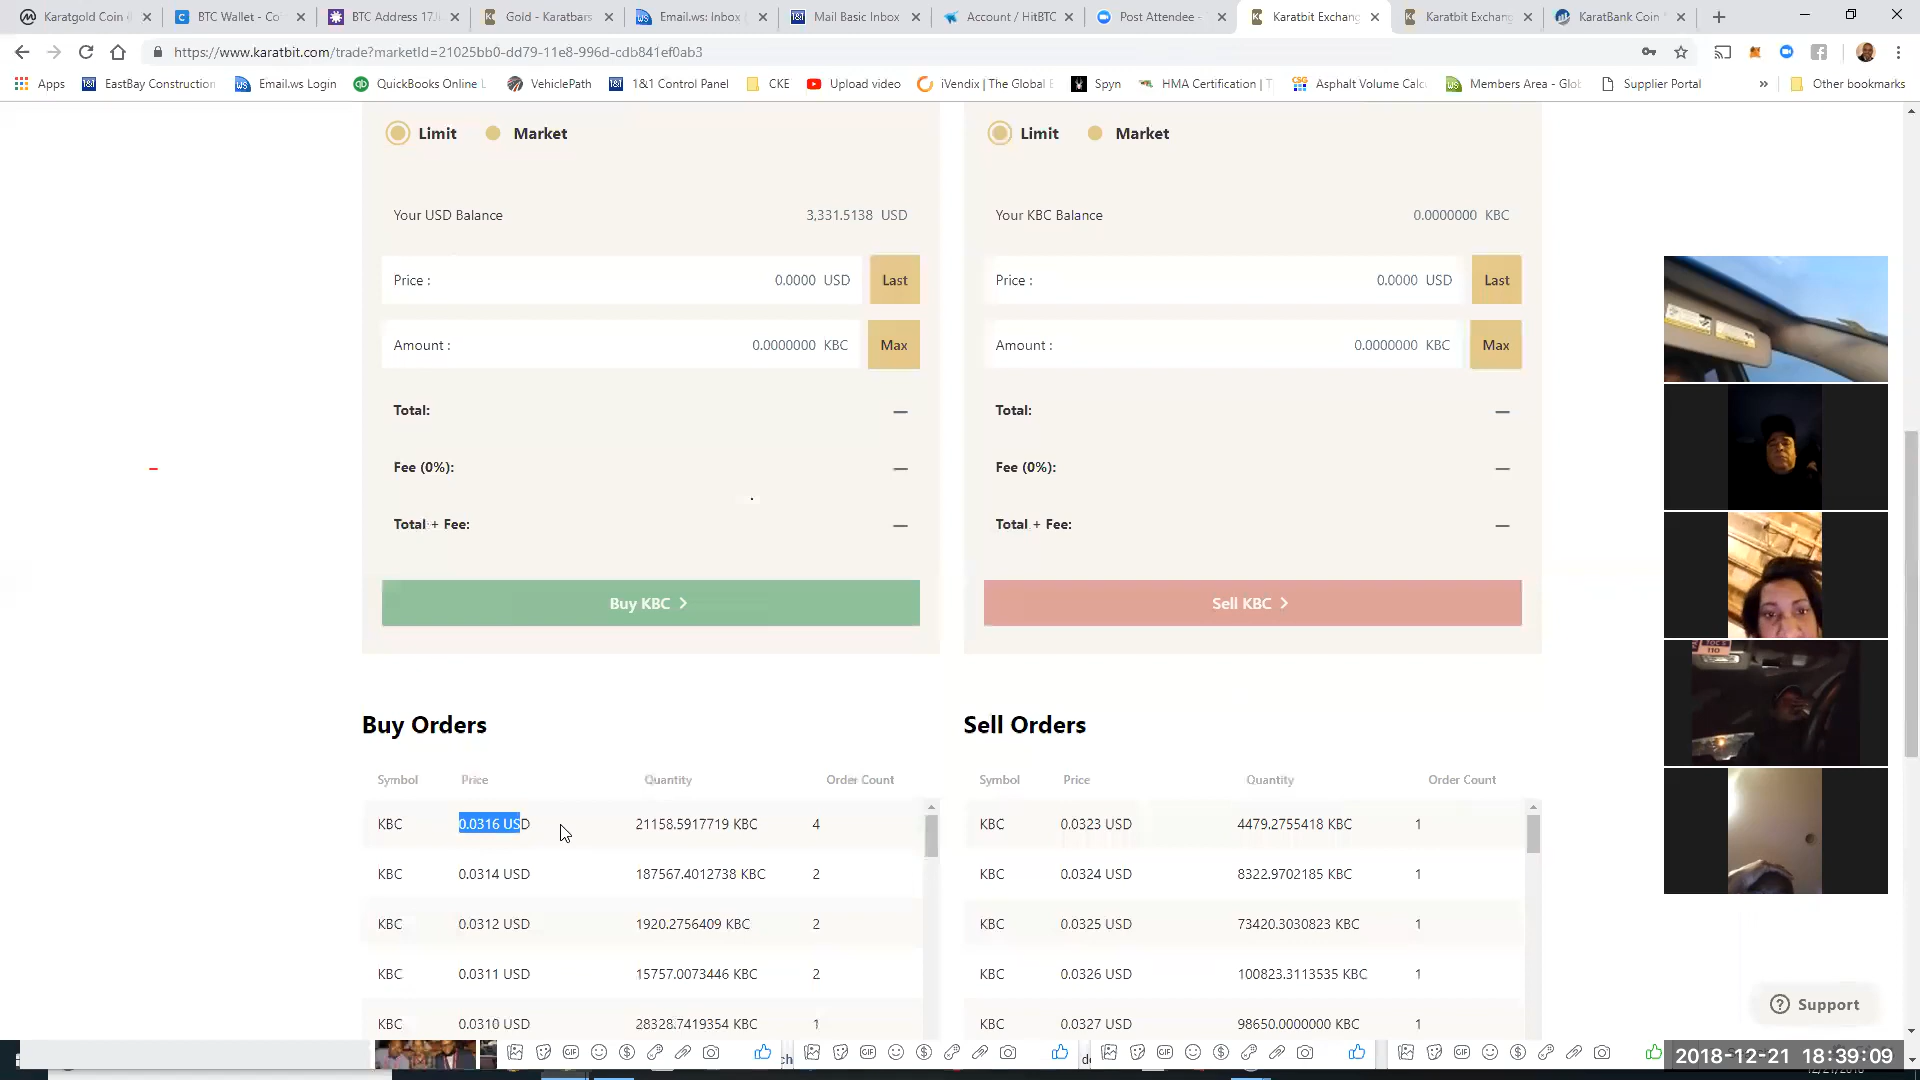 Karatgold Coin
BTC Wallet - Co
BTC Address 17J
Gold - Karatbars
Email.ws: Inbox
Mail Basic Inbox
Account / HitBTC
Post Attendee -
Karatbit Exchang
Karatbit Exchang
KaratBank Coin
https://www.karatbit.com/trade?marketId=21025bb0-dd79-11e8-996d-cdb841ef0ab3
Apps
EastBay Construction
Email.ws Login
QuickBooks Online L
VehiclePath
1&1 Control Panel
CKE
Upload video
iVendix | The Global E
Spyn
HMA Certification | T
Asphalt Volume Calcu
Members Area - Glo
Supplier Portal
»
Other bookmarks
Limit Market
Your USD Balance 3,331.5138 USD
Price : 0.0000 USD Last
Amount : 0.0000000 KBC Max
Total: —
Fee (0%): —
Total + Fee: —
Buy KBC >
Limit Market
Your KBC Balance 0.0000000 KBC
Price : 0.0000 USD Last
Amount : 0.0000000 KBC Max
Total: —
Fee (0%): —
Total + Fee: —
Sell KBC >
Buy Orders
Symbol Price Quantity Order Count
KBC 0.0316 USD 21158.5917719 KBC 4
KBC 0.0314 USD 187567.4012738 KBC 2
KBC 0.0312 USD 1920.2756409 KBC 2
KBC 0.0311 USD 15757.0073446 KBC 2
KBC 0.0310 USD 28328.7419354 KBC 1
Sell Orders
Symbol Price Quantity Order Count
KBC 0.0323 USD 4479.2755418 KBC 1
KBC 0.0324 USD 8322.9702185 KBC 1
KBC 0.0325 USD 73420.3030823 KBC 1
KBC 0.0326 USD 100823.3113535 KBC 1
KBC 0.0327 USD 98650.0000000 KBC 1
Support
2018-12-21 18:39:09